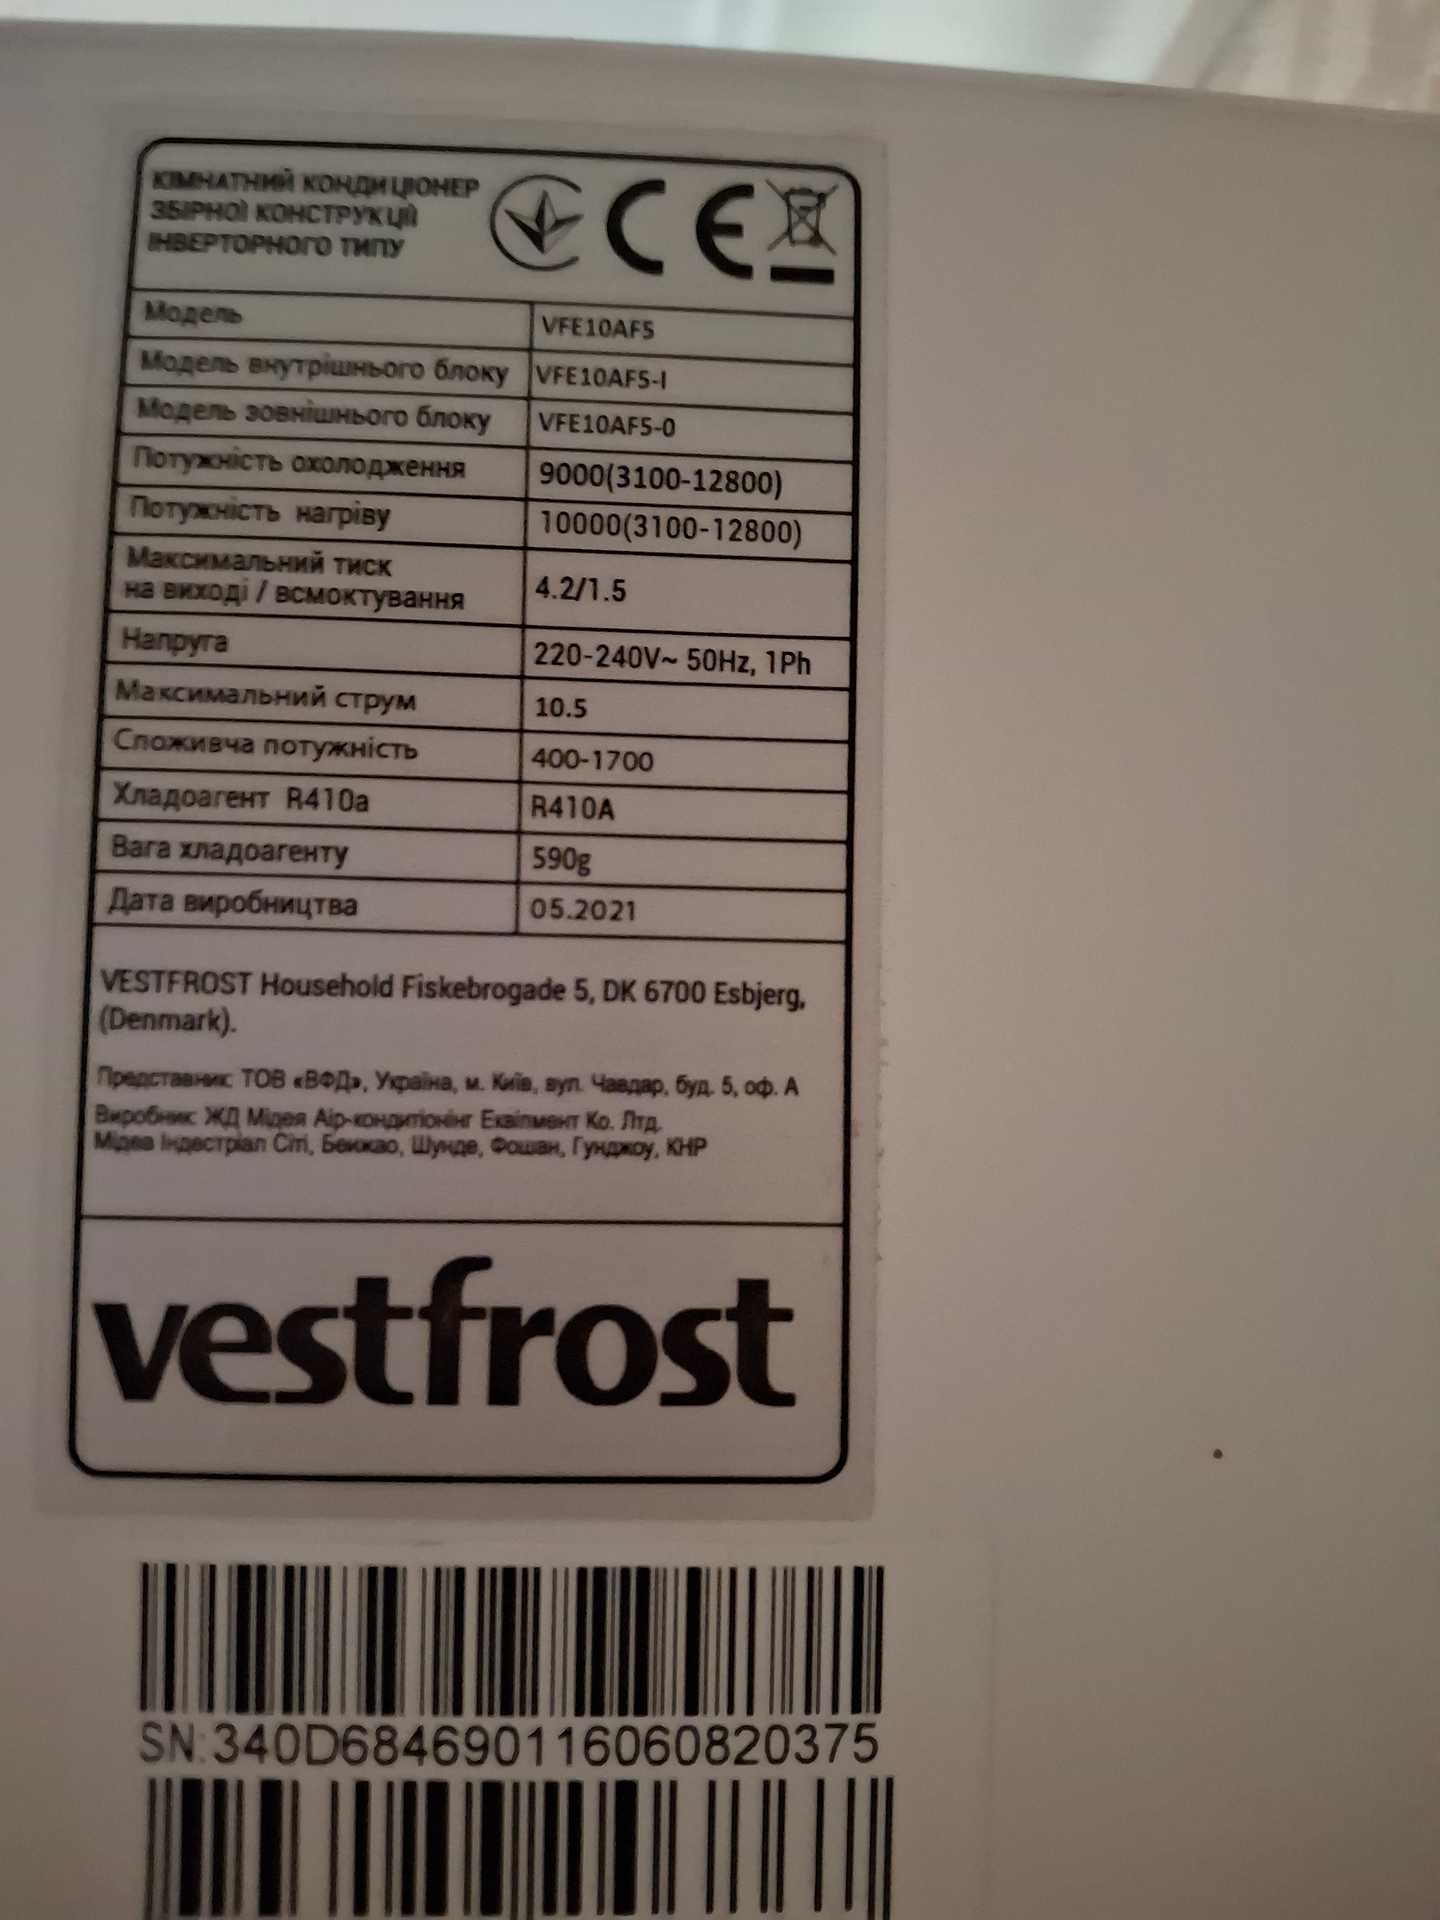 КІМНАТНИЙ КОНДИЦІОНЕР
ЗБІРНОЇ КОНСТРУКЦІЇ
ІНВЕРТОРНОГО ТИПУ
CE
Модель VFE10AF5
Модель внутрішнього блоку VFE10AF5-I
Модель зовнішнього блоку VFE10AF5-0
Потужність охолодження 9000(3100-12800)
Потужність нагріву 10000(3100-12800)
Максимальний тиск
на виході / всмоктування 4.2/1.5
Напруга 220-240V~ 50Hz, 1Ph
Максимальний струм 10.5
Споживча потужність 400-1700
Хладоагент R410a R410A
Вага хладоагенту 590g
Дата виробництва 05.2021
VESTFROST Household Fiskebrogade 5, DK 6700 Esbjerg,
(Denmark).
Представник: ТОВ «ВФД», Україна, м. Київ, вул. Чавдар, буд. 5, оф. А
Виробник: ЖД Мідея Аір-кондитіонінг Еквіпмент Ко. Лтд.
Мідеа Індестріал Сіті, Беижао, Шунде, Фошан, Гунджоу, КНР
vestfrost
SN:340D684690116060820375